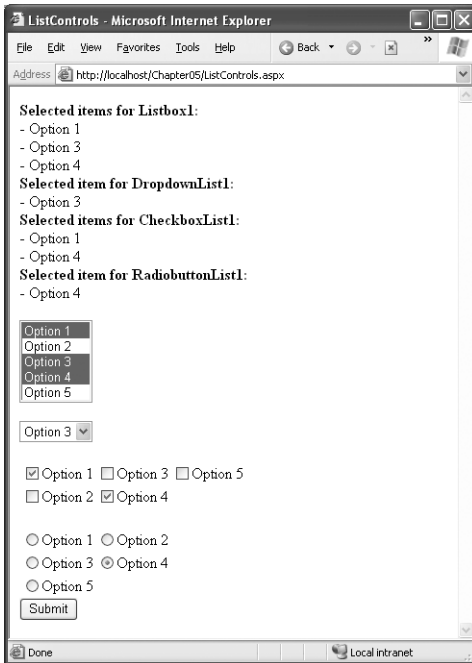 ListControls - Microsoft Internet Explorer
File Edit View Favorites Tools Help Back »
Address http://localhost/Chapter05/ListControls.aspx
Selected items for Listbox1:
- Option 1
- Option 3
- Option 4
Selected item for DropdownList1:
- Option 3
Selected items for CheckboxList1:
- Option 1
- Option 4
Selected item for RadiobuttonList1:
- Option 4
Option 1
Option 2
Option 3
Option 4
Option 5
Option 3
Option 1 Option 3 Option 5
Option 2 Option 4
Option 1 Option 2
Option 3 Option 4
Option 5
Submit
Done Local intranet